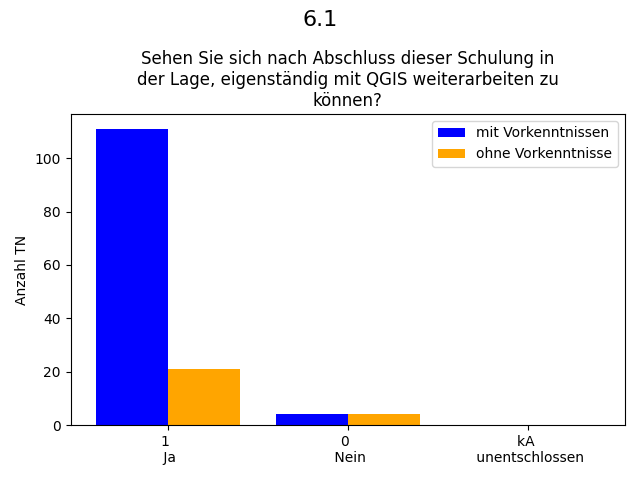 6.1
Sehen Sie sich nach Abschluss dieser Schulung in
der Lage, eigenständig mit QGIS weiterarbeiten zu
können?
mit Vorkenntnissen
ohne Vorkenntnisse
Anzahl TN
100
80
60
40
20
0
1
Ja
0
Nein
kA
unentschlossen